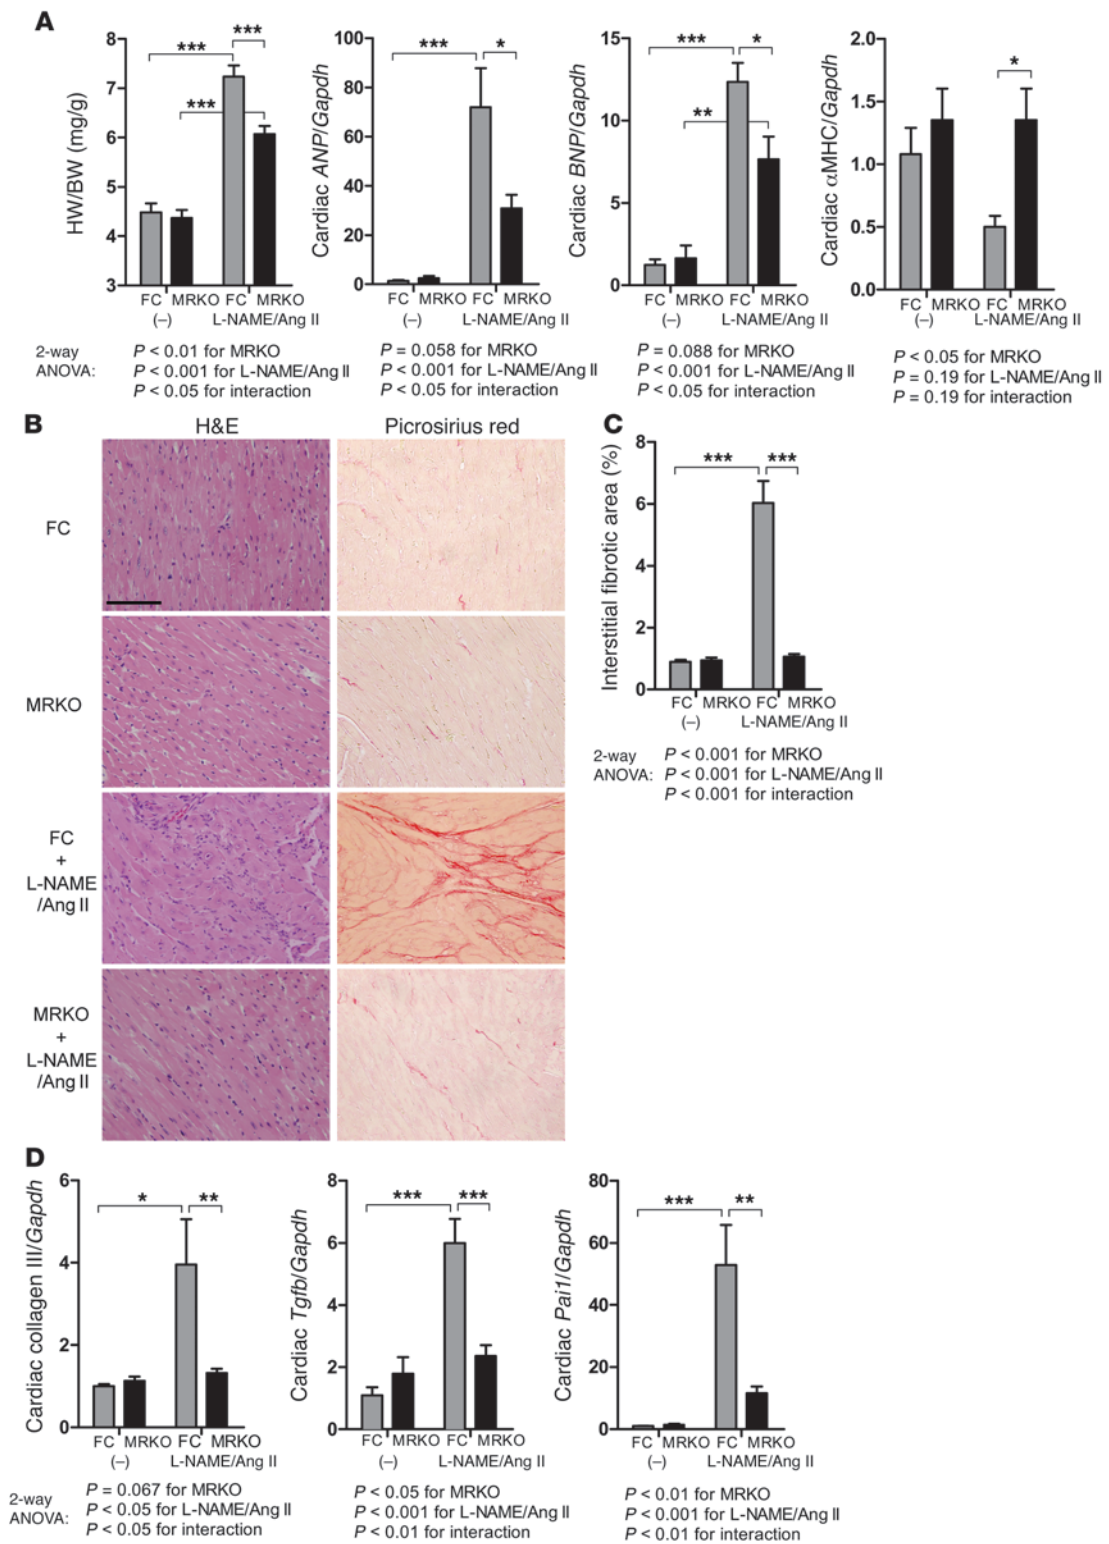 A
HW/BW (mg/g)
8
7
6
5
4
3
***
***
***
FC MRKO FC MRKO
(–) L-NAME/Ang II
2-way
ANOVA:
P < 0.01 for MRKO
P < 0.001 for L-NAME/Ang II
P < 0.05 for interaction
Cardiac ANP/Gapdh
100
80
60
40
20
0
***
*
FC MRKO FC MRKO
(–) L-NAME/Ang II
P = 0.058 for MRKO
P < 0.001 for L-NAME/Ang II
P < 0.05 for interaction
Cardiac BNP/Gapdh
15
10
5
0
***
*
**
FC MRKO FC MRKO
(–) L-NAME/Ang II
P = 0.088 for MRKO
P < 0.001 for L-NAME/Ang II
P < 0.05 for interaction
Cardiac αMHC/Gapdh
2.0
1.5
1.0
0.5
0.0
*
FC MRKO FC MRKO
(–) L-NAME/Ang II
P < 0.05 for MRKO
P = 0.19 for L-NAME/Ang II
P = 0.19 for interaction
B
H&E
Picrosirius red
FC
MRKO
FC
+
L-NAME
/Ang II
MRKO
+
L-NAME
/Ang II
C
Interstitial fibrotic area (%)
8
6
4
2
0
***
***
FC MRKO FC MRKO
(–) L-NAME/Ang II
2-way
ANOVA:
P < 0.001 for MRKO
P < 0.001 for L-NAME/Ang II
P < 0.001 for interaction
D
Cardiac collagen III/Gapdh
6
4
2
0
*
**
FC MRKO FC MRKO
(–) L-NAME/Ang II
2-way
ANOVA:
P = 0.067 for MRKO
P < 0.05 for L-NAME/Ang II
P < 0.05 for interaction
Cardiac Tgfb/Gapdh
8
6
4
2
0
***
***
FC MRKO FC MRKO
(–) L-NAME/Ang II
P < 0.05 for MRKO
P < 0.001 for L-NAME/Ang II
P < 0.01 for interaction
Cardiac Pai1/Gapdh
80
60
40
20
0
***
**
FC MRKO FC MRKO
(–) L-NAME/Ang II
P < 0.01 for MRKO
P < 0.001 for L-NAME/Ang II
P < 0.01 for interaction